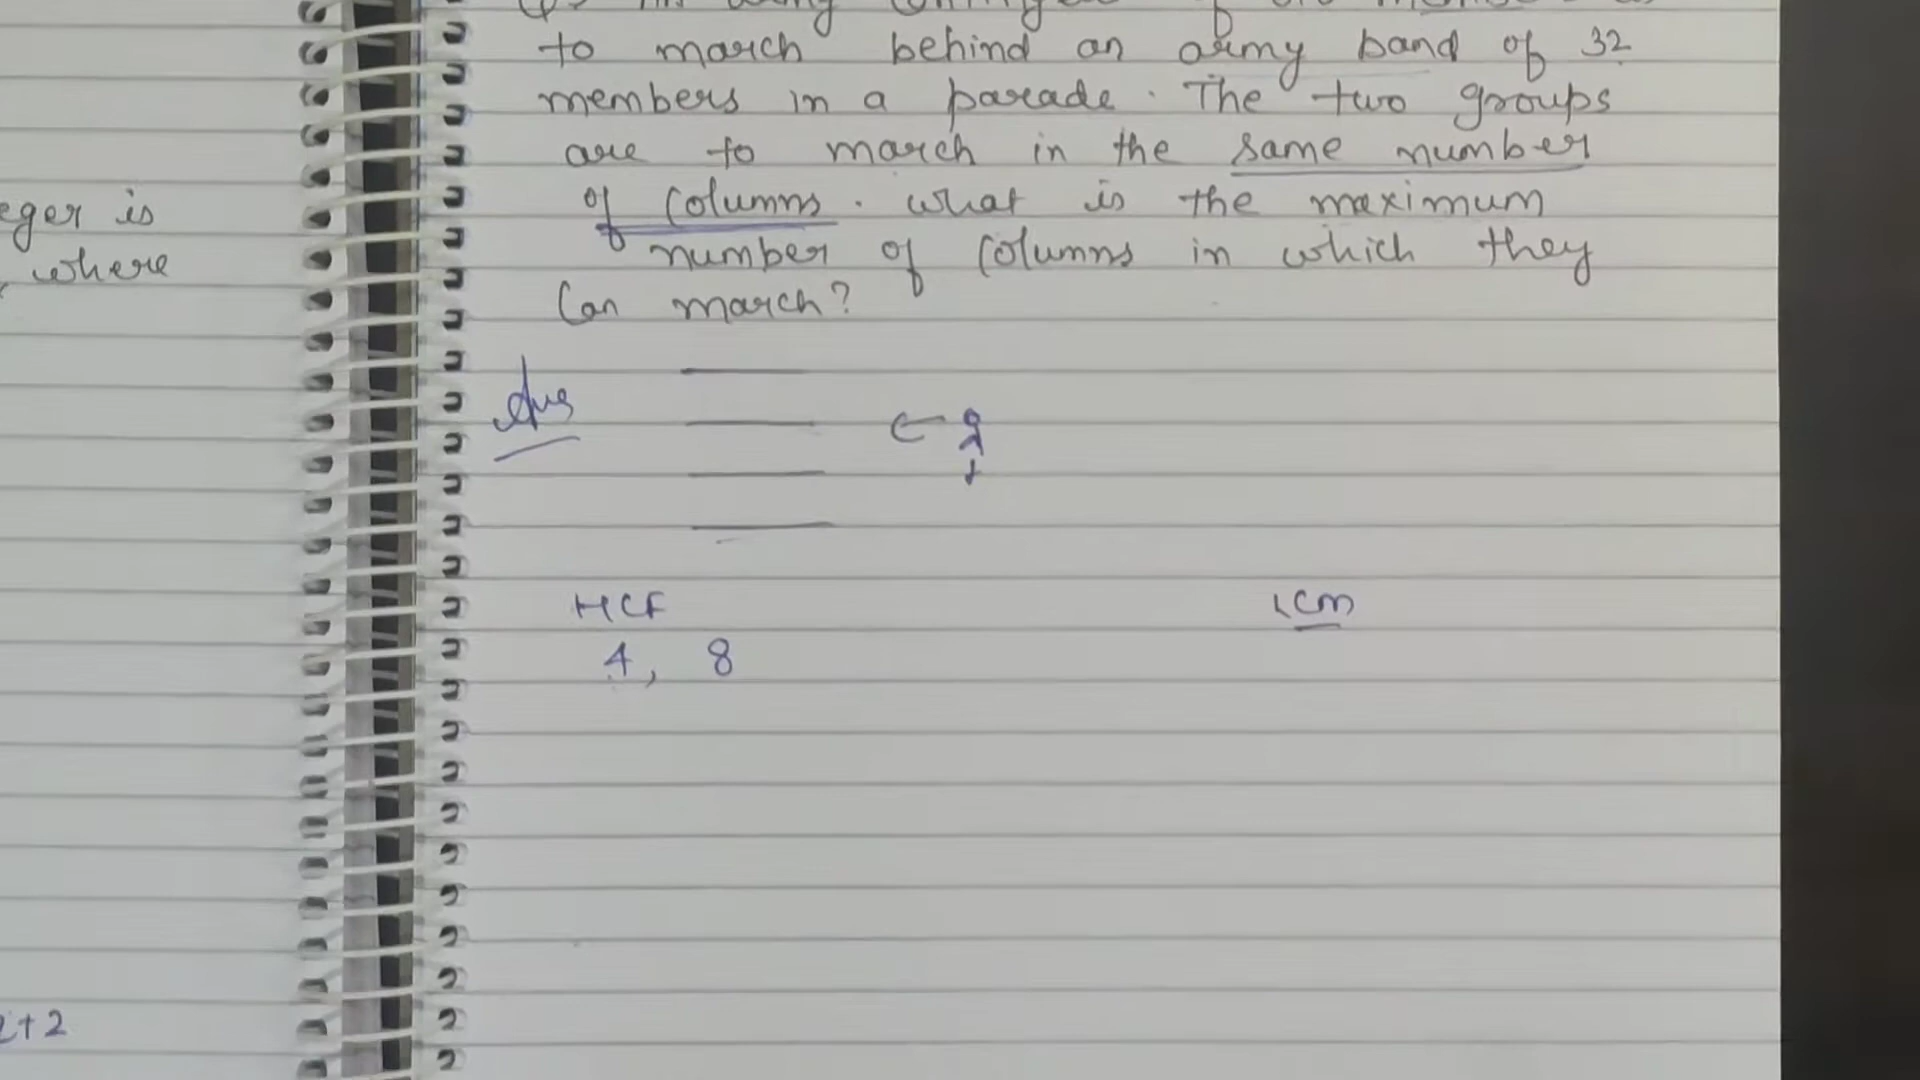 to march behind an army band of 32
members in a parade. The two groups
are to march in the same number
of columns. what is the maximum
number of columns in which they
Can march?
eger is
, where
Ans
HCF
LCM
4, 8
+2